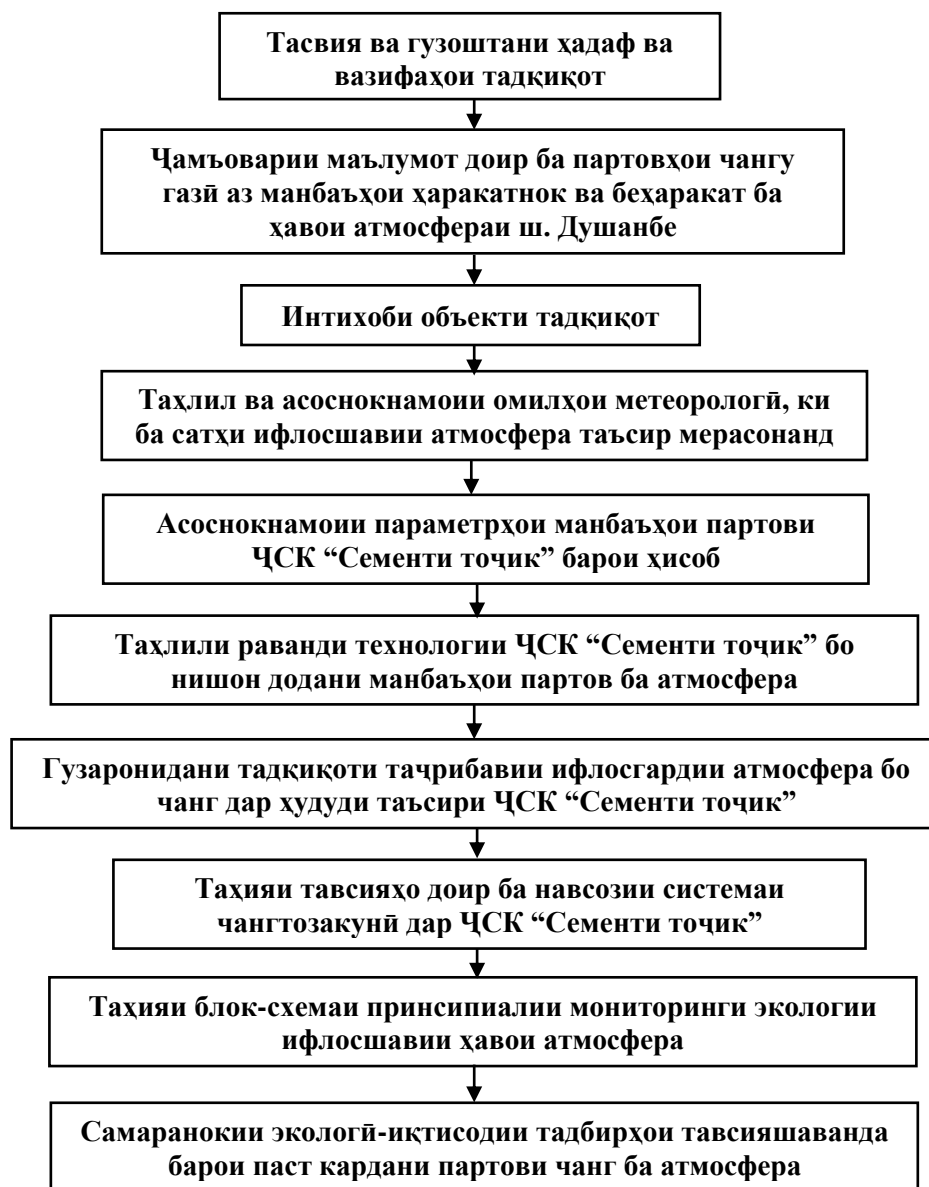 Тасвия ва гузоштани ҳадаф ва
вазифаҳои тадқиқот
Ҷамъоварии маълумот доир ба партовҳои чангу
газӣ аз манбаъҳои ҳаракатнок ва беҳаракат ба
ҳавои атмосфераи ш. Душанбе
Интихоби объекти тадқиқот
Таҳлил ва асоснокнамоии омилҳои метеорологӣ, ки
ба сатҳи ифлосшавии атмосфера таъсир мерасонанд
Асоснокнамоии параметрҳои манбаъҳои партови
ҶСК “Сементи тоҷик” барои ҳисоб
Таҳлили раванди технологии ҶСК “Сементи тоҷик” бо
нишон додани манбаъҳои партов ба атмосфера
Гузаронидани тадқиқоти таҷрибавии ифлосгардии атмосфера бо
чанг дар ҳудуди таъсири ҶСК “Сементи тоҷик”
Таҳияи тавсияҳо доир ба навсозии системаи
чангтозакунӣ дар ҶСК “Сементи тоҷик”
Таҳияи блок-схемаи принсипиалии мониторинги экологии
ифлосшавии ҳавои атмосфера
Самаранокии экологӣ-иқтисодии тадбирҳои тавсияшаванда
барои паст кардани партови чанг ба атмосфера